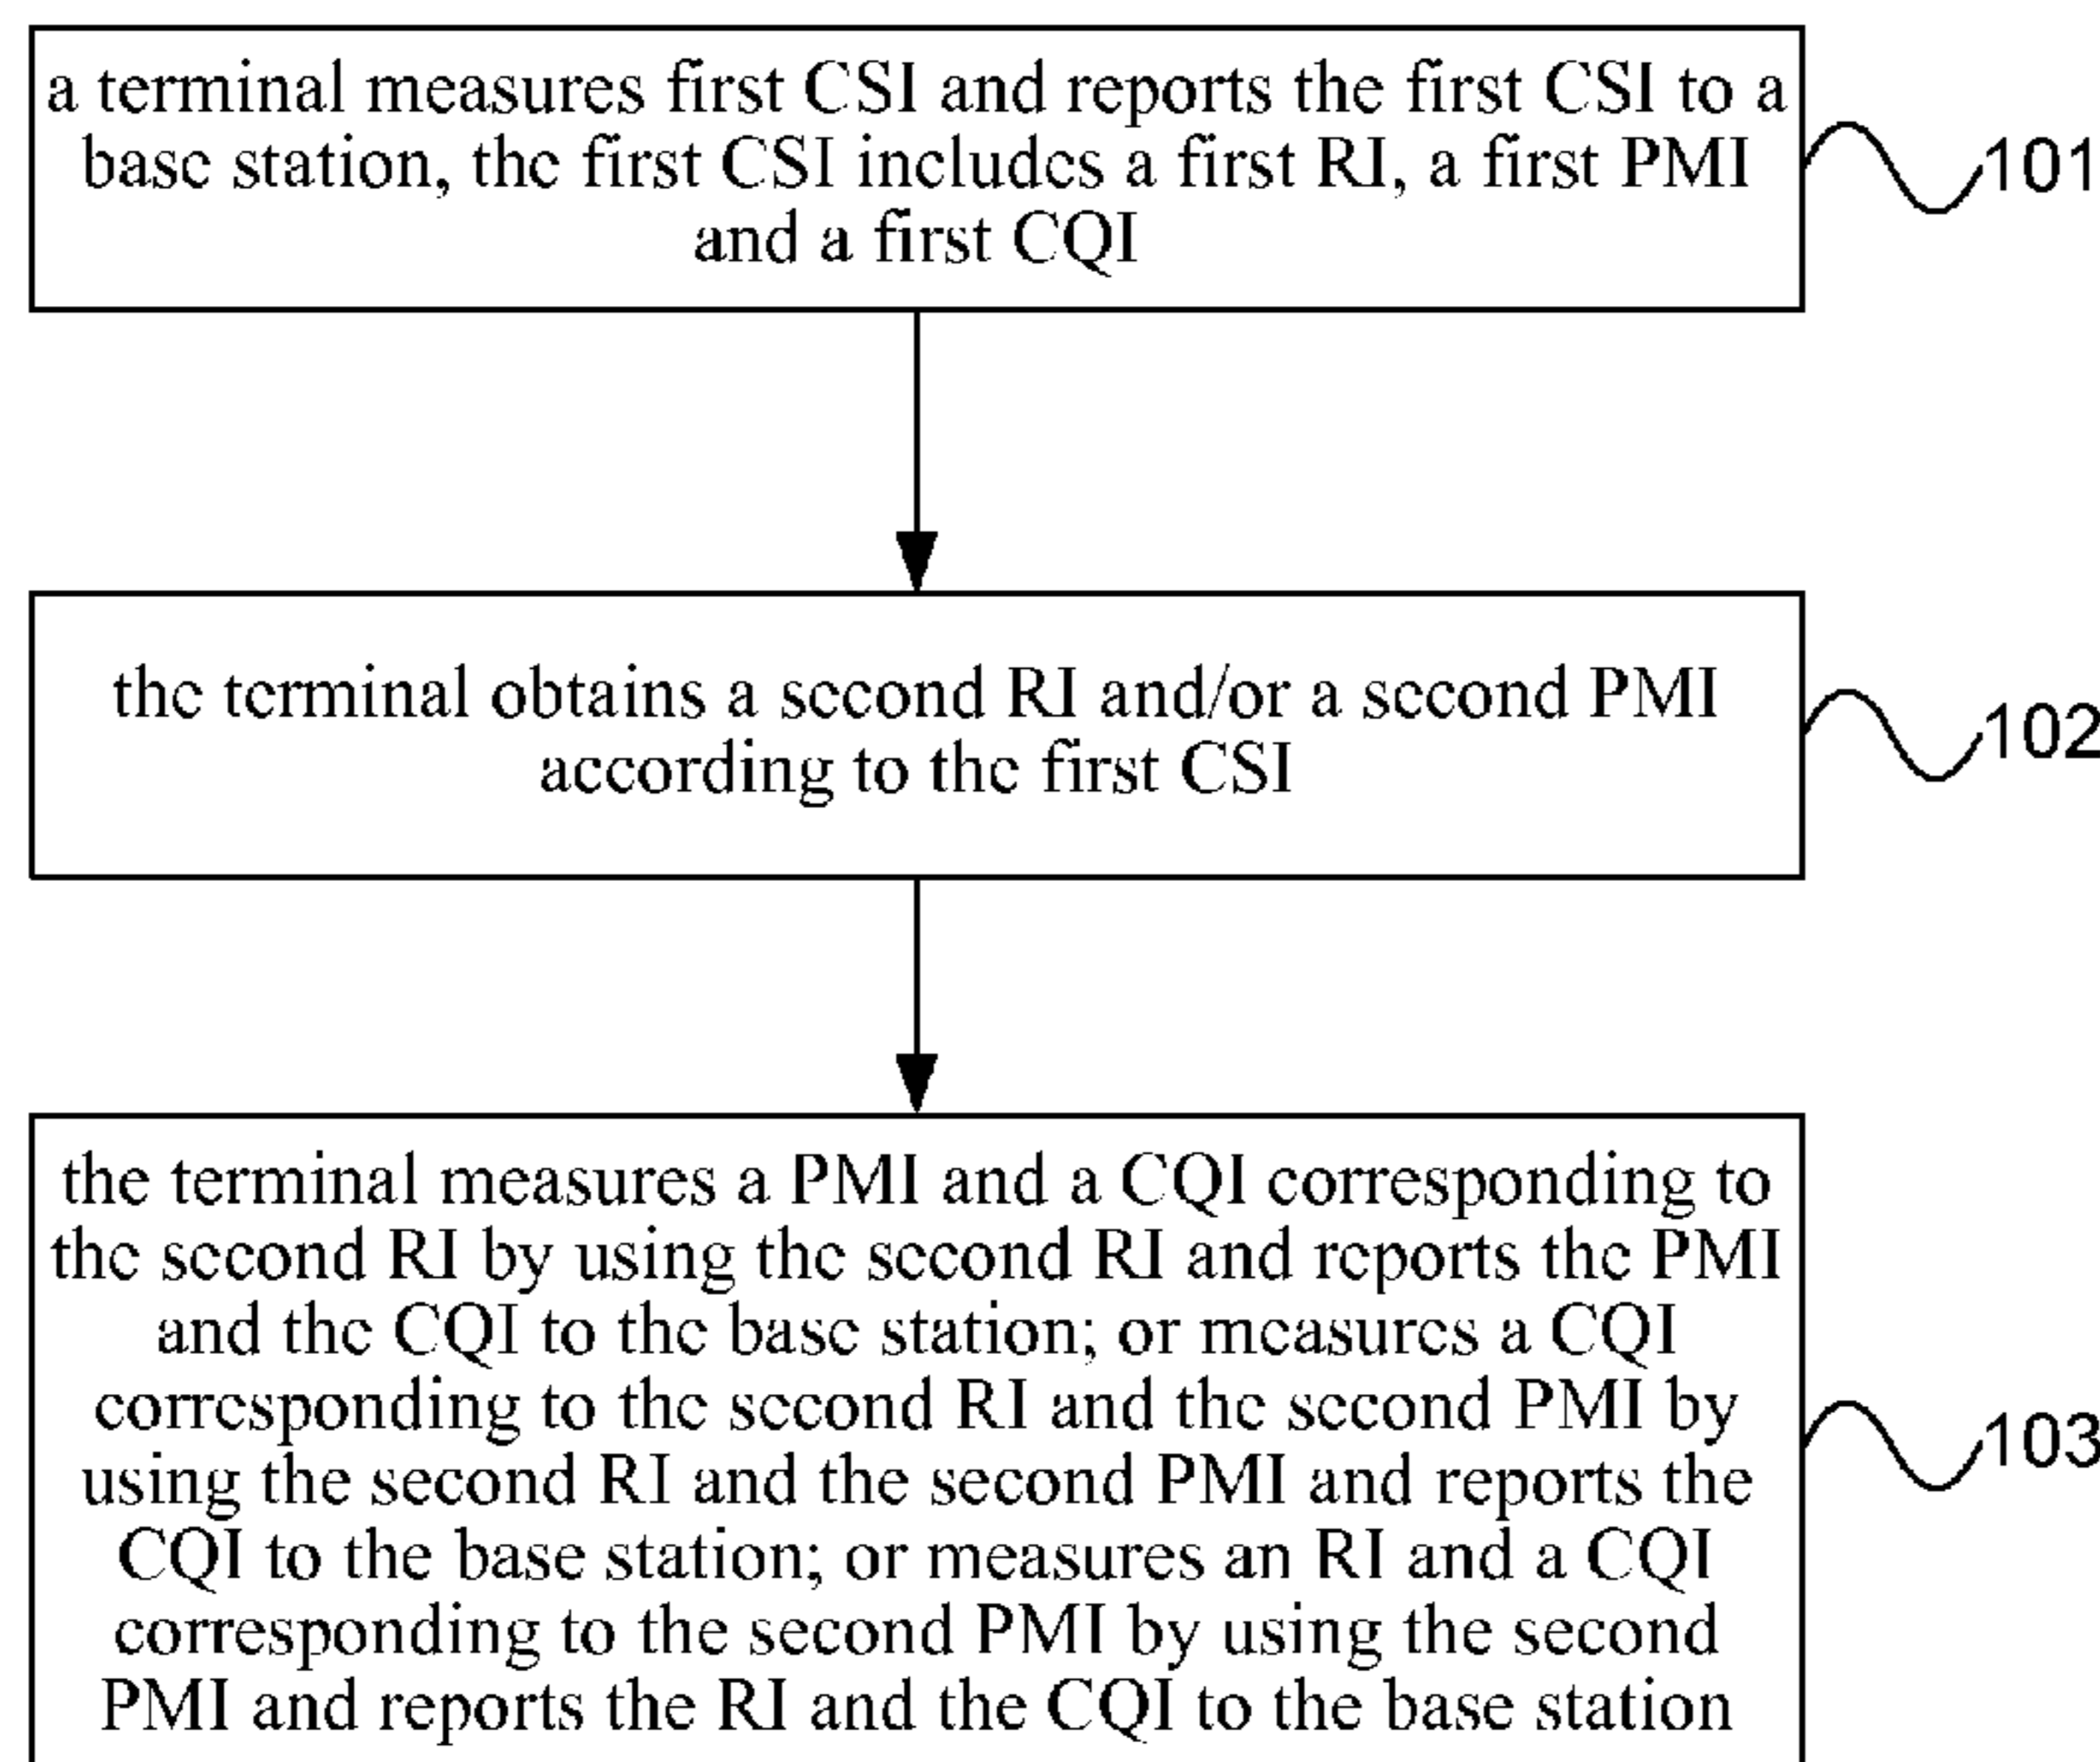 a terminal measures first CSI and reports the first CSI to a
base station, the first CSI includes a first RI, a first PMI
and a first CQI
101
the terminal obtains a second RI and/or a second PMI
according to the first CSI
102
the terminal measures a PMI and a CQI corresponding to
the second RI by using the second RI and reports the PMI
and the CQI to the base station; or measures a CQI
corresponding to the second RI and the second PMI by
using the second RI and the second PMI and reports the
CQI to the base station; or measures an RI and a CQI
corresponding to the second PMI by using the second
PMI and reports the RI and the CQI to the base station
103